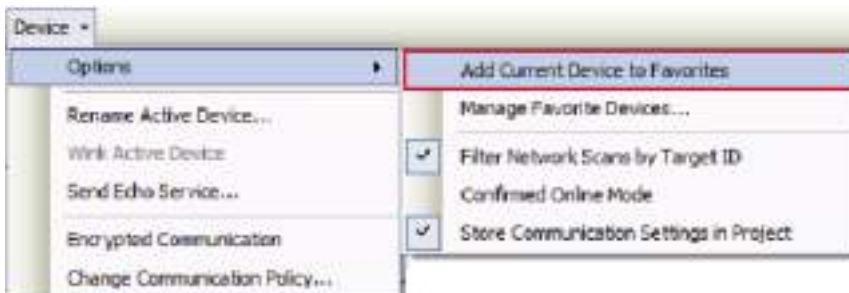 Device
Options
Rename Active Device...
Wink Active Device
Send Echo Service...
Encrypted Communication
Change Communication Policy...
Add Current Device to Favorites
Manage Favorite Devices...
Filter Network Scans by Target ID
Confirmed Online Mode
Store Communication Settings in Project